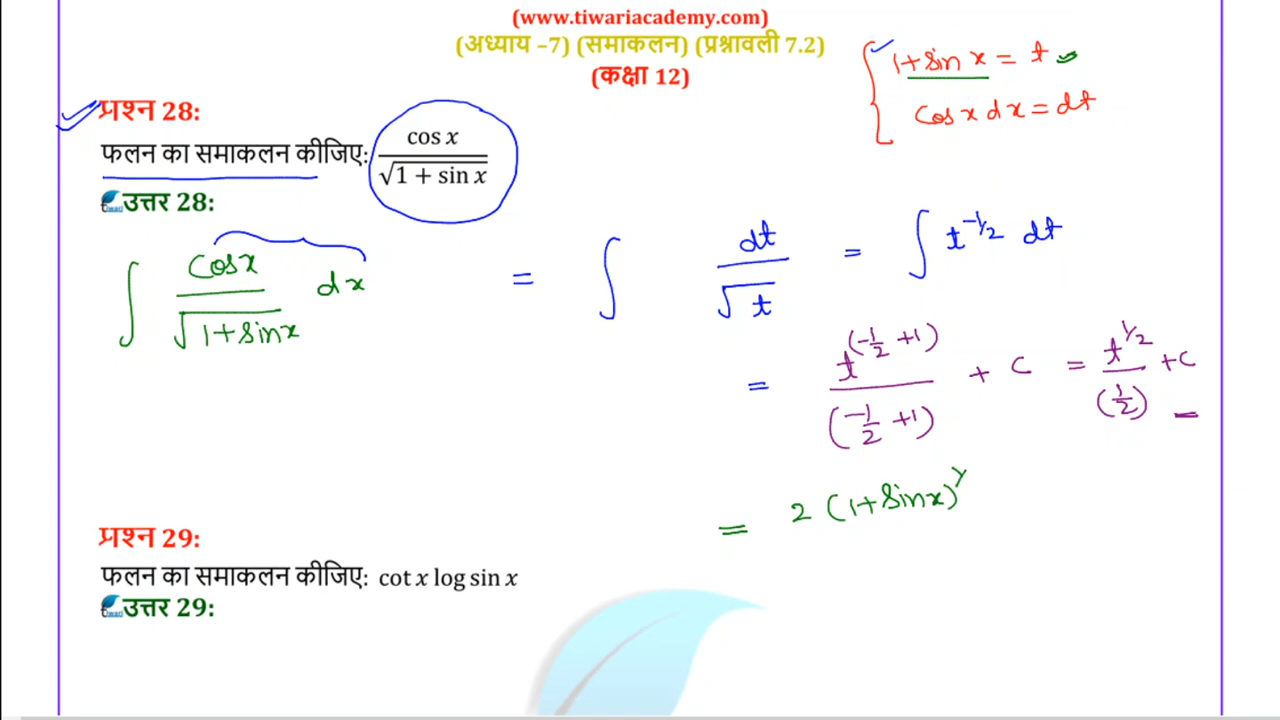 (www.tiwariacademy.com)
(अध्याय –7) (समाकलन) (प्रश्नावली 7.2)
(कक्षा 12)
1+sin x = t
cos x dx = dt
प्रश्न 28:
फलन का समाकलन कीजिए: cos x / √(1 + sin x)
उत्तर 28:
∫ cosx / √(1+sinx) dx = ∫ dt / √t = ∫ t^(-1/2) dt
= t^(-1/2 +1) / (-1/2 +1) + c = t^(1/2) / (1/2) + c
= 2 (1+sinx)
प्रश्न 29:
फलन का समाकलन कीजिए: cot x log sin x
उत्तर 29: